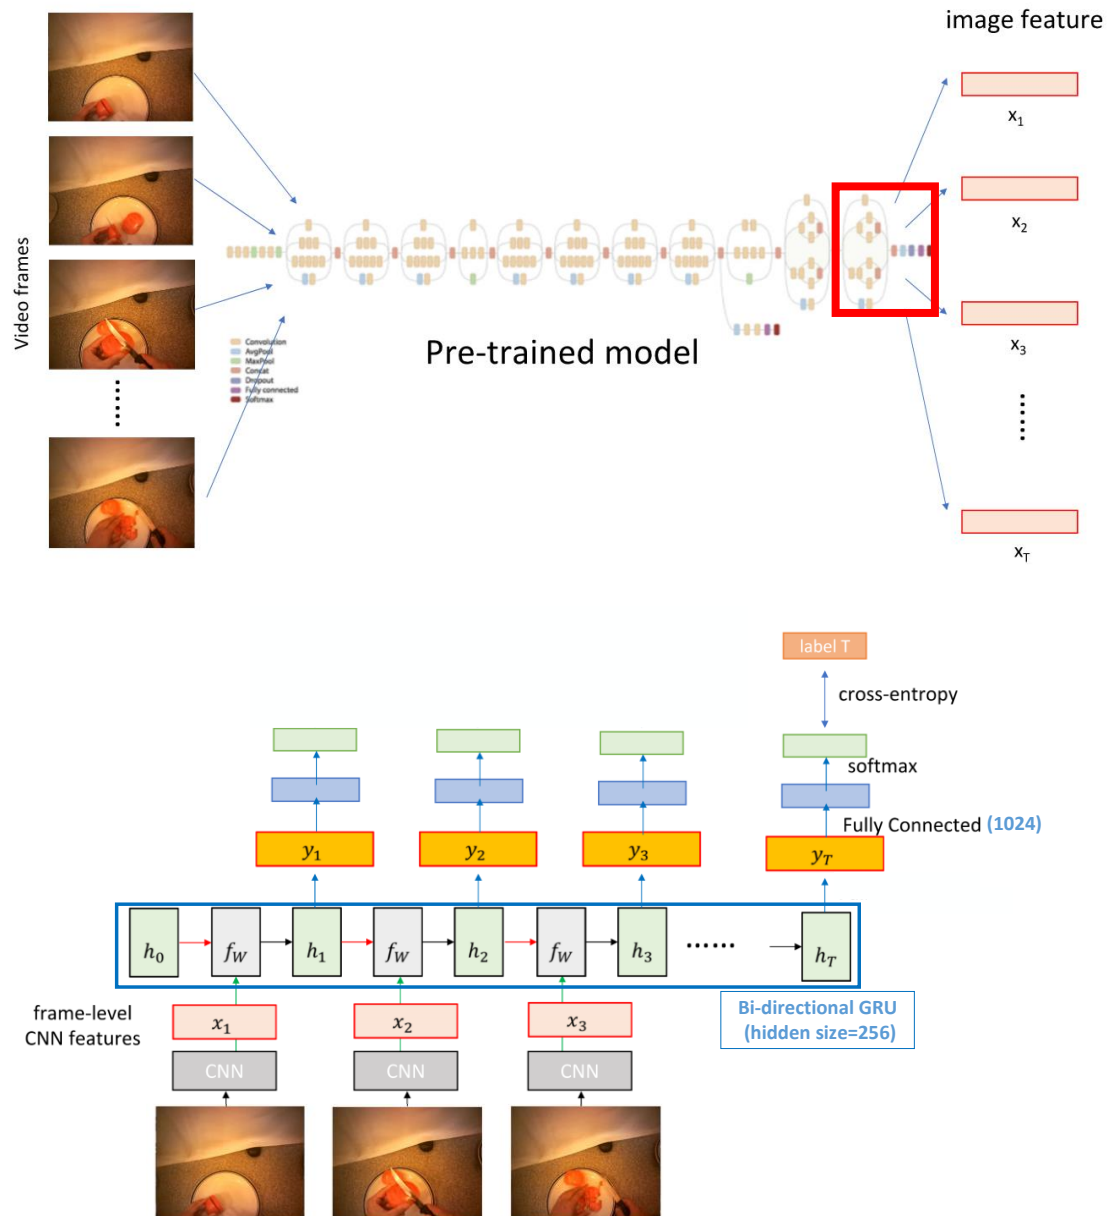 image feature
x1
x2
Video frames
x3
Convolution
AvgPool
MaxPool
Concat
Dropout
Fully connected
Softmax
Pre-trained model
xT
label T
cross-entropy
softmax
Fully Connected (1024)
y1
y2
y3
yT
h0
fW
h1
fW
h2
fW
h3
......
hT
frame-level
CNN features
x1
x2
x3
Bi-directional GRU
(hidden size=256)
CNN
CNN
CNN